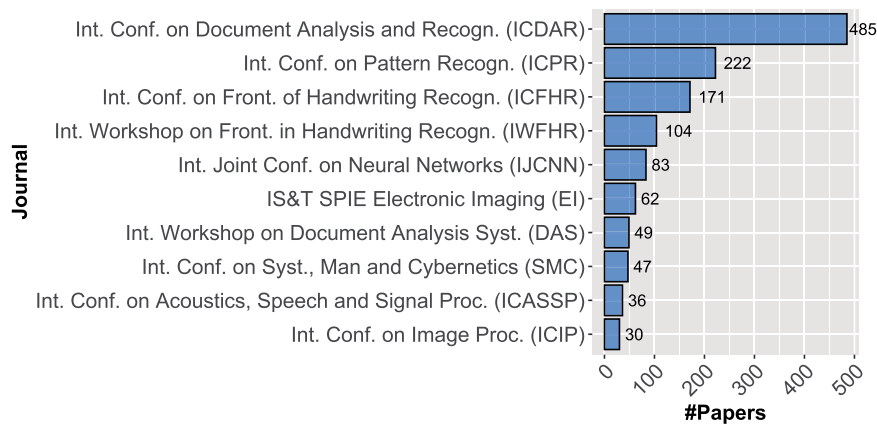 Int. Conf. on Document Analysis and Recogn. (ICDAR) 485
Int. Conf. on Pattern Recogn. (ICPR) 222
Int. Conf. on Front. of Handwriting Recogn. (ICFHR) 171
Int. Workshop on Front. in Handwriting Recogn. (IWFHR) 104
Int. Joint Conf. on Neural Networks (IJCNN) 83
IS&T SPIE Electronic Imaging (EI) 62
Int. Workshop on Document Analysis Syst. (DAS) 49
Int. Conf. on Syst., Man and Cybernetics (SMC) 47
Int. Conf. on Acoustics, Speech and Signal Proc. (ICASSP) 36
Int. Conf. on Image Proc. (ICIP) 30
Journal
0 100 200 300 400 500
#Papers